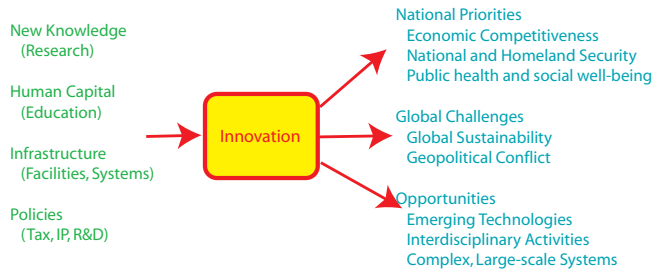 New Knowledge
(Research)
Human Capital
(Education)
Infrastructure
(Facilities, Systems)
Policies
(Tax, IP, R&D)
Innovation
National Priorities
Economic Competitiveness
National and Homeland Security
Public health and social well-being
Global Challenges
Global Sustainability
Geopolitical Conflict
Opportunities
Emerging Technologies
Interdisciplinary Activities
Complex, Large-scale Systems